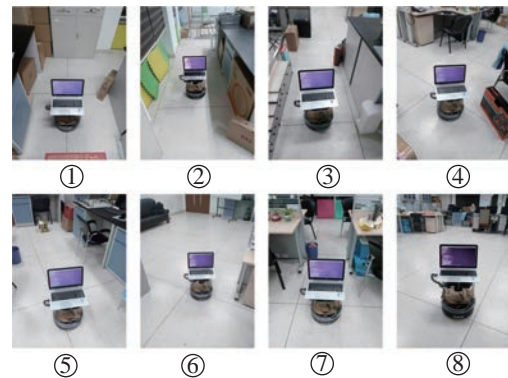 ① ② ③ ④
⑤ ⑥ ⑦ ⑧